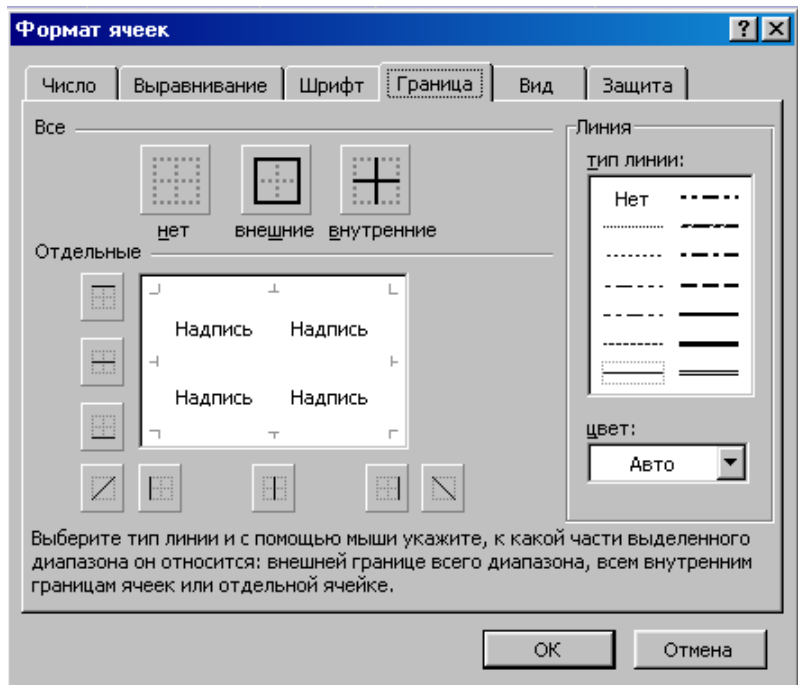 Формат ячеек
Число Выравнивание Шрифт Граница Вид Защита
Все
нет внешние внутренние
Отдельные
Надпись Надпись
Надпись Надпись
Линия
тип линии:
Нет
цвет:
Авто
Выберите тип линии и с помощью мыши укажите, к какой части выделенного
диапазона он относится: внешней границе всего диапазона, всем внутренним
границам ячеек или отдельной ячейке.
ОК Отмена